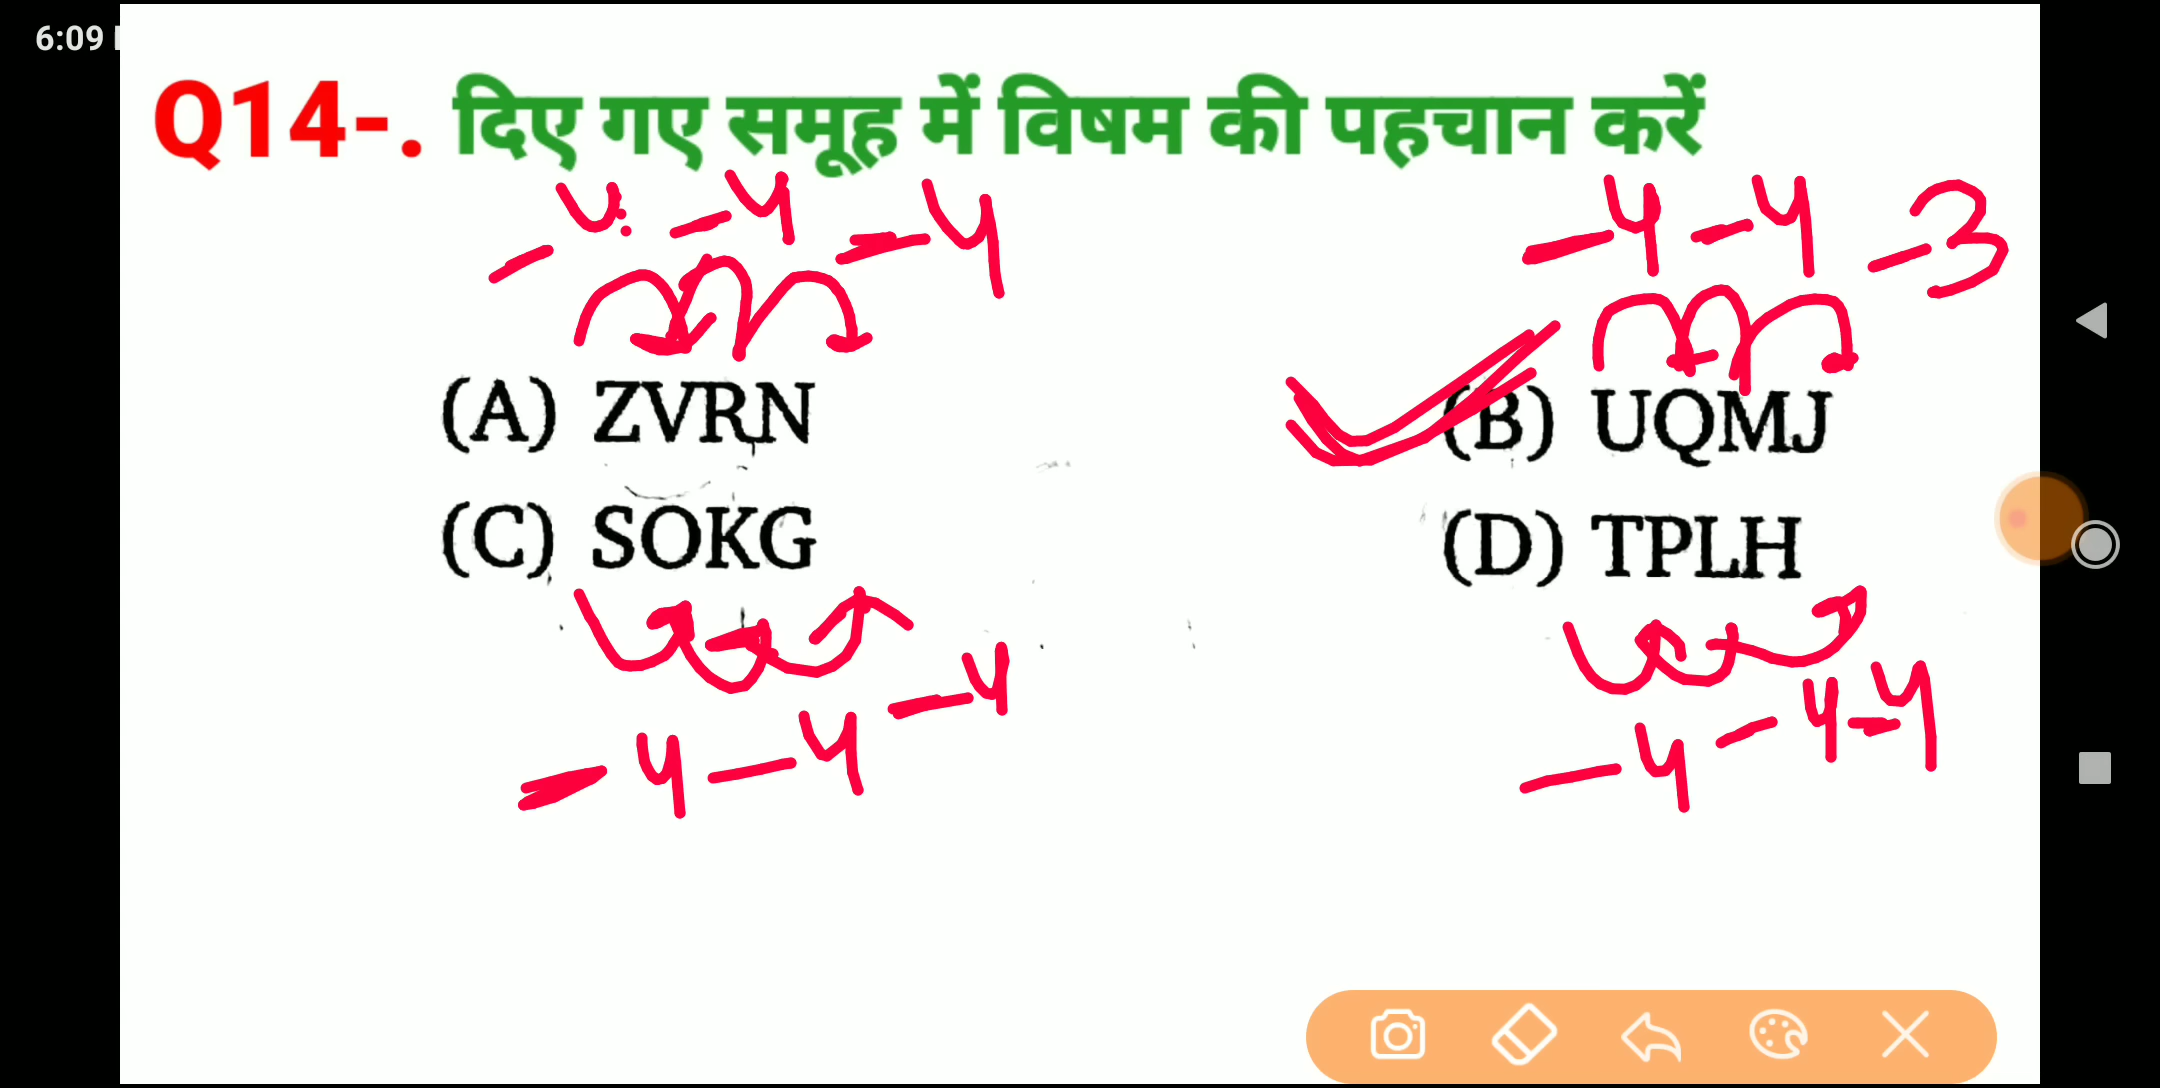 6:09
Q14-. दिए गए समूह में विषम की पहचान करें
-4 -4 -4
-4 -4 -3
(A) ZVRN
(B) UQMJ
(C) SOKG
(D) TPLH
-4 -4 -4
-4 -4 -4